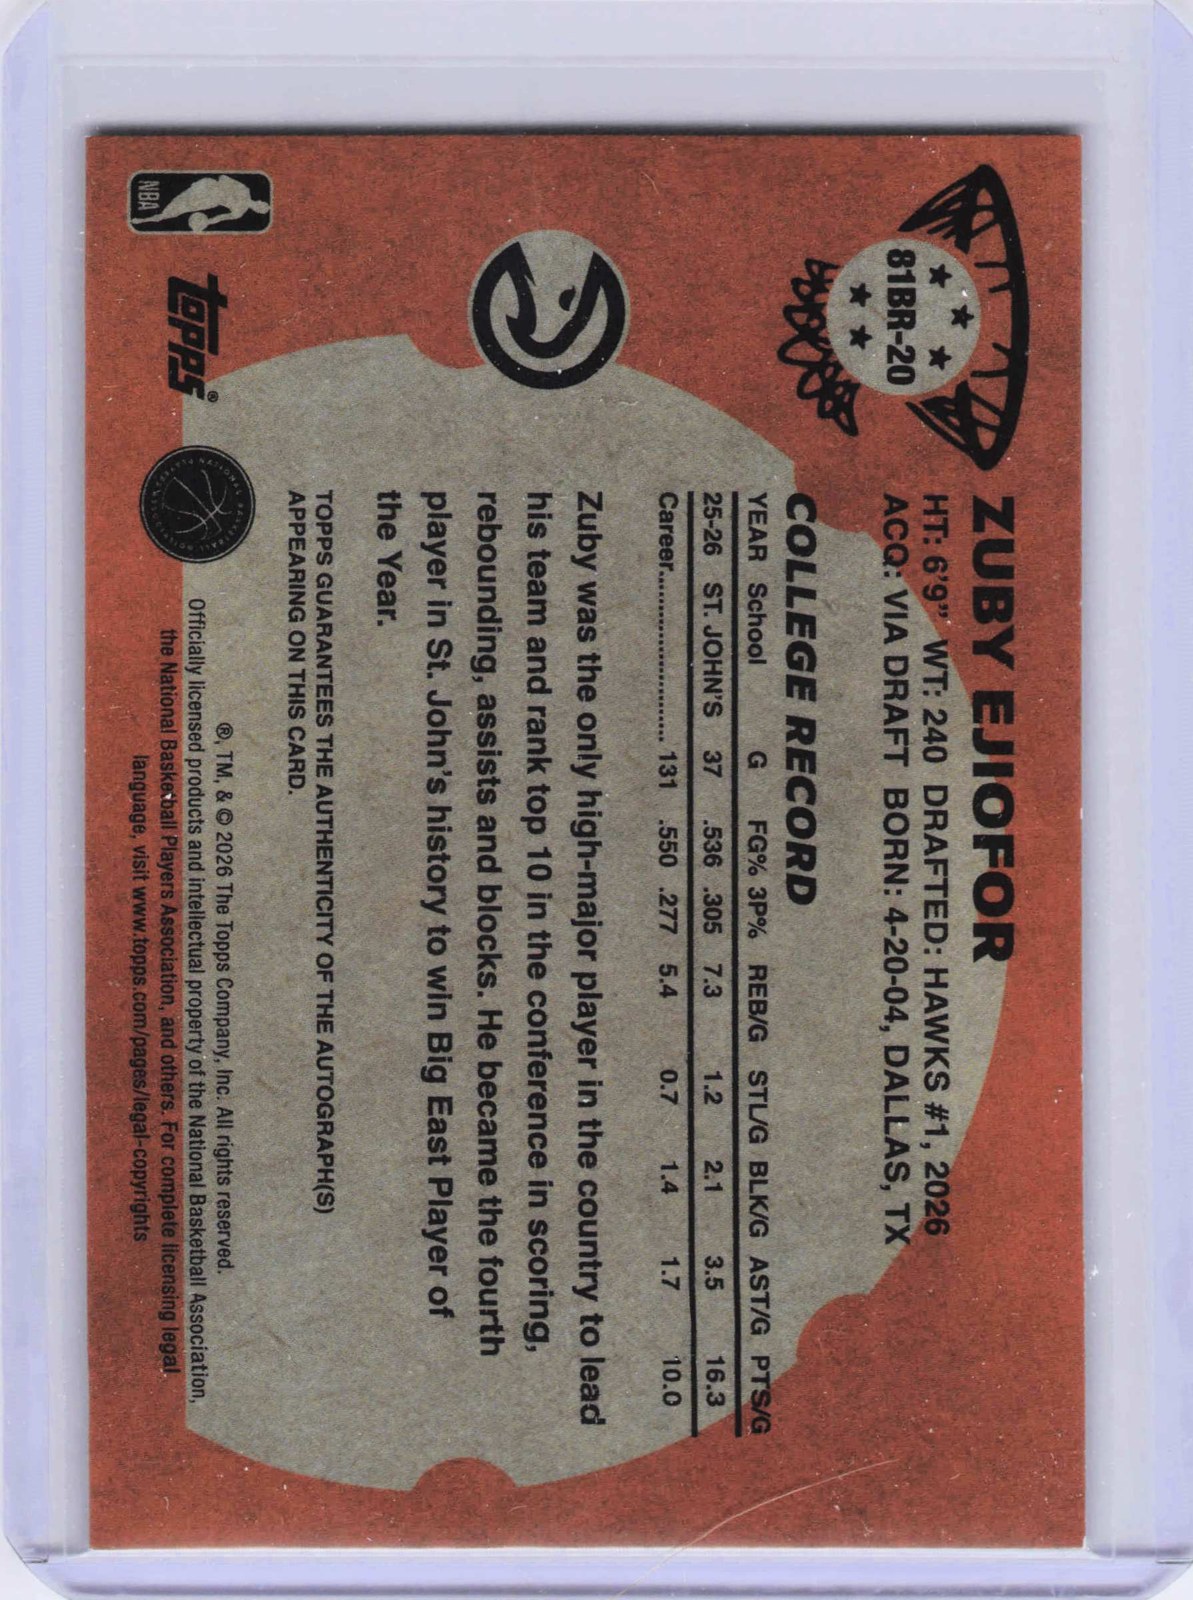 81BR-20
ZUBY EJIOFOR
HT: 6'9" WT: 240 DRAFTED: HAWKS #1, 2026
ACQ: VIA DRAFT BORN: 4-20-04, DALLAS, TX
COLLEGE RECORD
YEAR School G FG% 3P% REB/G STL/G BLK/G AST/G PTS/G
25-26 ST. JOHN'S 37 .536 .305 7.3 1.2 2.1 3.5 16.3
Career................... 131 .550 .277 5.4 0.7 1.4 1.7 10.0
Zuby was the only high-major player in the country to lead
his team and rank top 10 in the conference in scoring,
rebounding, assists and blocks. He became the fourth
player in St. John's history to win Big East Player of
the Year.
TOPPS GUARANTEES THE AUTHENTICITY OF THE AUTOGRAPH(S)
APPEARING ON THIS CARD.
NBA
topps®
®, TM, & © 2026 The Topps Company, Inc. All rights reserved.
Officially licensed products and intellectual property of the National Basketball Association,
the National Basketball Players Association, and others. For complete licensing legal
language, visit www.topps.com/pages/legal-copyrights